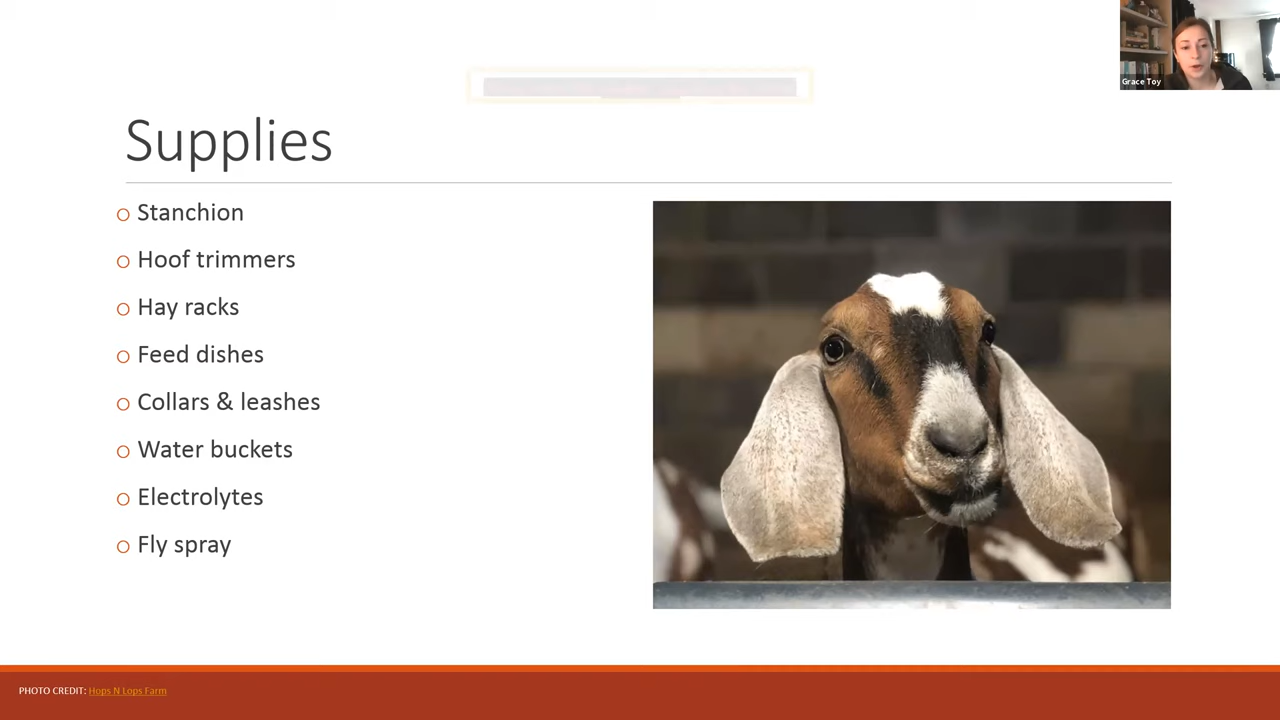 Grace Toy
Supplies
o Stanchion
o Hoof trimmers
o Hay racks
o Feed dishes
o Collars & leashes
o Water buckets
o Electrolytes
o Fly spray
PHOTO CREDIT: Hops N Lops Farm